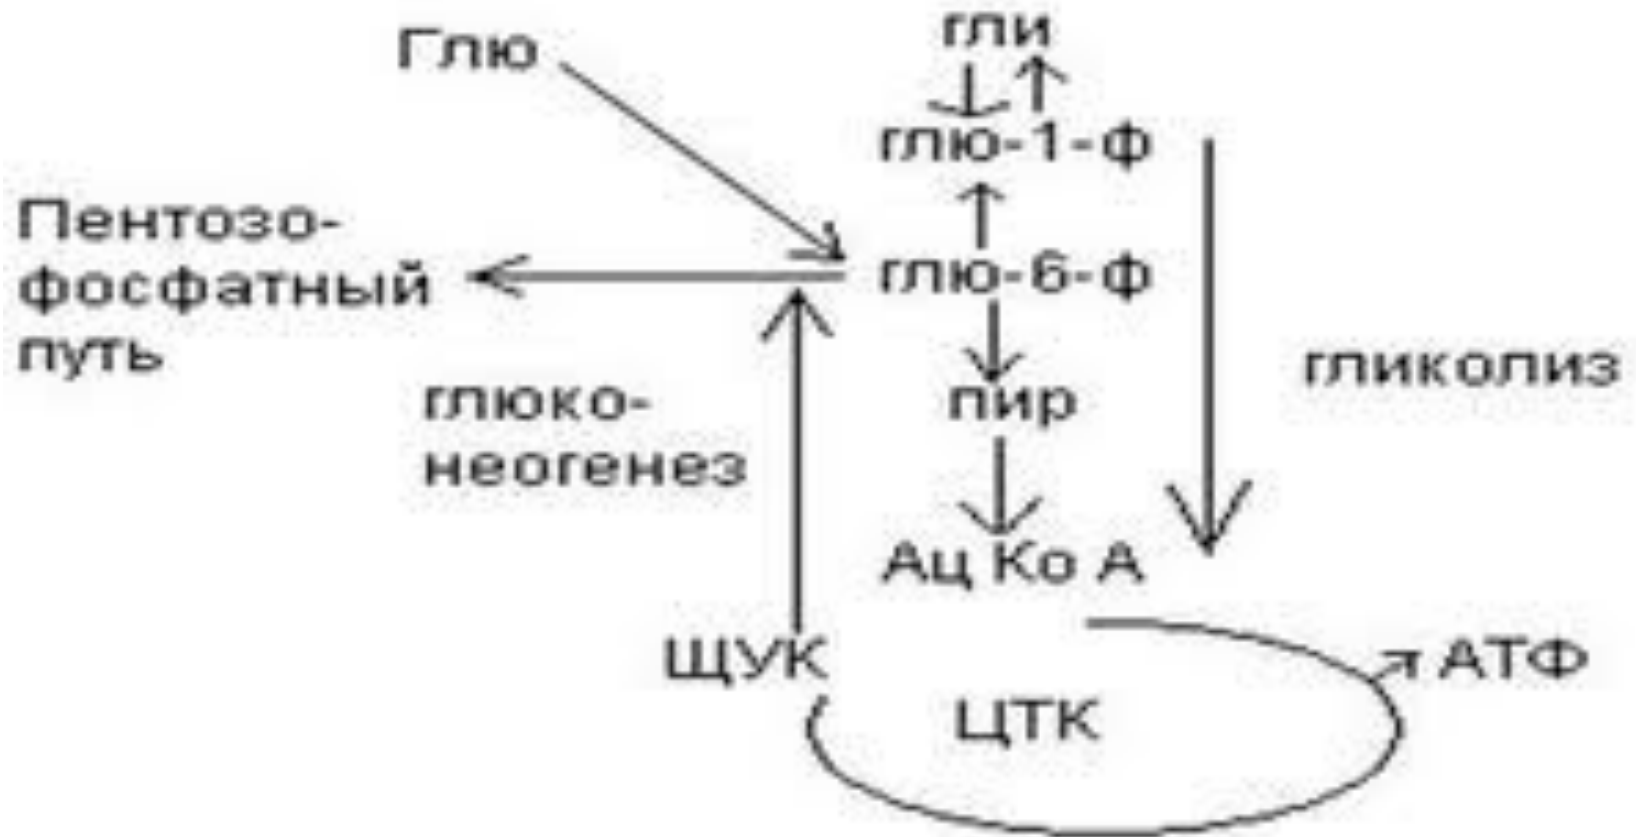 гли
Глю
глю-1-ф
Пентозо-
фосфатный
путь
глю-6-ф
гликолиз
глюко-
неогенез
пир
Ац Ко А
ЩУК
АТФ
ЦТК